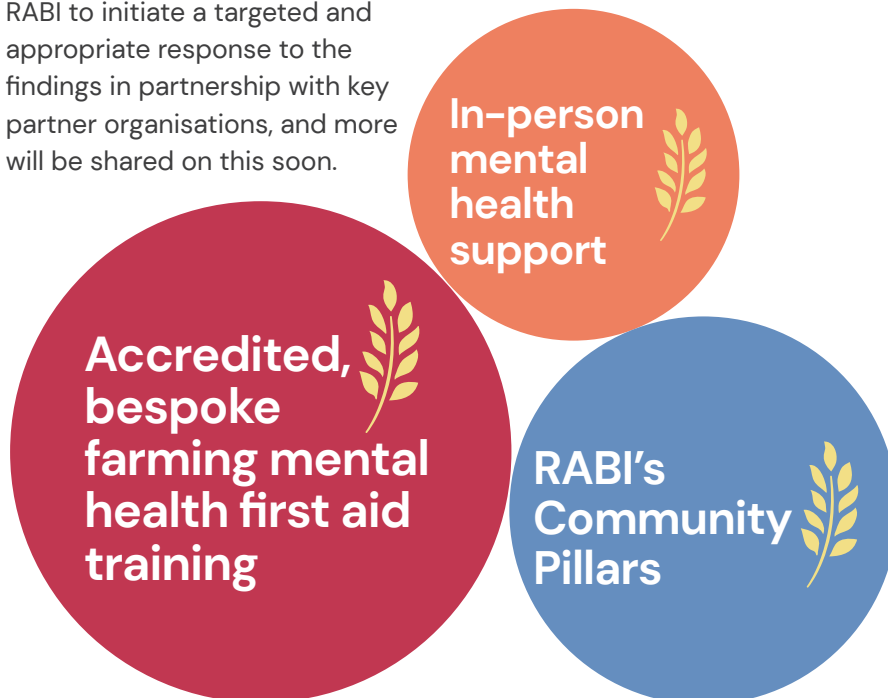 RABI to initiate a targeted and
appropriate response to the
findings in partnership with key
partner organisations, and more
will be shared on this soon.
In-person
mental
health
support
Accredited,
bespoke
farming mental
health first aid
training
RABI’s
Community
Pillars